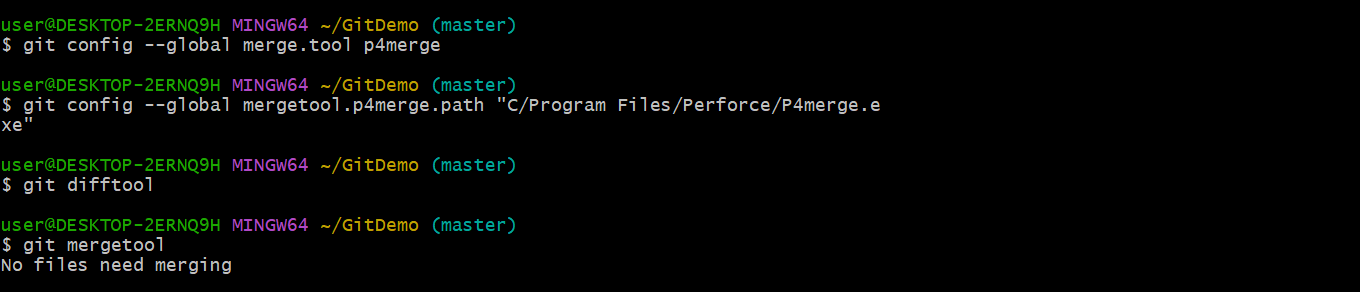 user@DESKTOP-2ERNQ9H MINGW64 ~/GitDemo (master)
$ git config --global merge.tool p4merge
user@DESKTOP-2ERNQ9H MINGW64 ~/GitDemo (master)
$ git config --global mergetool.p4merge.path "C/Program Files/Perforce/P4merge.e
xe"
user@DESKTOP-2ERNQ9H MINGW64 ~/GitDemo (master)
$ git difftool
user@DESKTOP-2ERNQ9H MINGW64 ~/GitDemo (master)
$ git mergetool
No files need merging